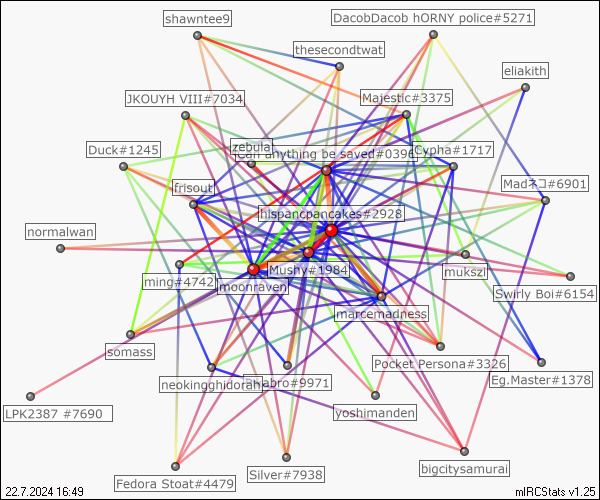 shawntee9
DacobDacob hORNY police#5271
thesecondtwat
eliakith
JKOUYH VIII#7034
Majestic#3375
Duck#1245
zebula
Can anything be saved#0396
Cypha#1717
frisout
Madネコ#6901
hispancpancakes#2928
normalwan
Mushy#1984
mukszi
ming#4742
moonraven
Swirly Boi#6154
marcemadness
somass
Pocket Persona#3326
neokingghidorah
#9971
Eg.Master#1378
LPK2387 #7690
yoshimanden
bigcitysamurai
Silver#7938
Fedora Stoat#4479
22.7.2024 16:49
mIRCStats v1.25